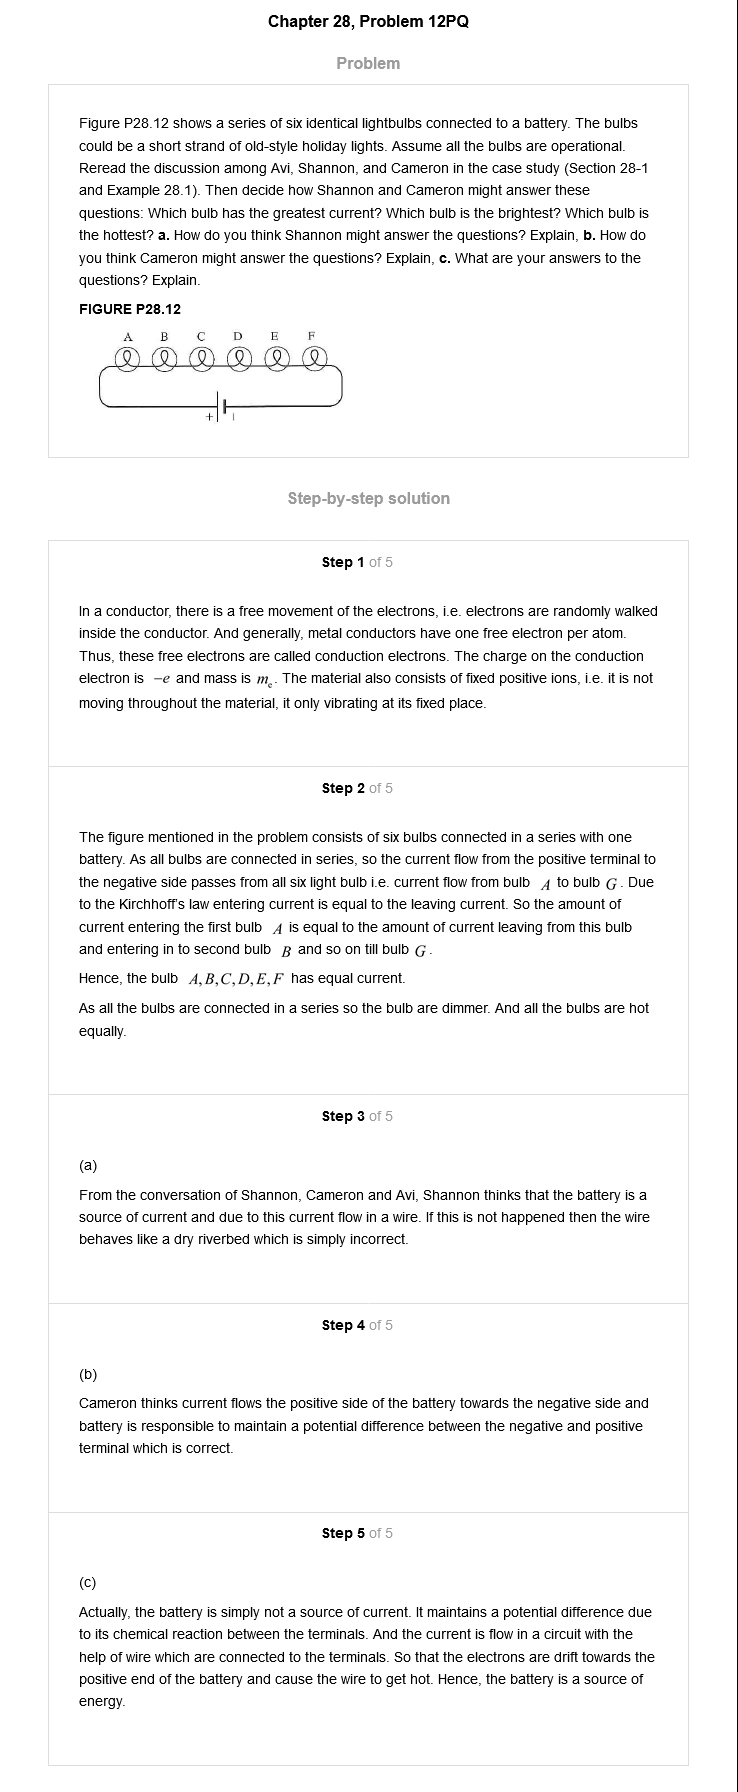 Chapter 28, Problem 12PQ
Problem
Figure P28.12 shows a series of six identical lightbulbs connected to a battery. The bulbs
could be a short strand of old-style holiday lights. Assume all the bulbs are operational.
Reread the discussion among Avi, Shannon, and Cameron in the case study (Section 28-1
and Example 28.1). Then decide how Shannon and Cameron might answer these
questions: Which bulb has the greatest current? Which bulb is the brightest? Which bulb is
the hottest? a. How do you think Shannon might answer the questions? Explain, b. How do
you think Cameron might answer the questions? Explain, c. What are your answers to the
questions? Explain.
FIGURE P28.12
A B C D E F
+ |
Step-by-step solution
Step 1 of 5
In a conductor, there is a free movement of the electrons, i.e. electrons are randomly walked
inside the conductor. And generally, metal conductors have one free electron per atom.
Thus, these free electrons are called conduction electrons. The charge on the conduction
electron is −e and mass is mₑ. The material also consists of fixed positive ions, i.e. it is not
moving throughout the material, it only vibrating at its fixed place.
Step 2 of 5
The figure mentioned in the problem consists of six bulbs connected in a series with one
battery. As all bulbs are connected in series, so the current flow from the positive terminal to
the negative side passes from all six light bulb i.e. current flow from bulb A to bulb G. Due
to the Kirchhoff's law entering current is equal to the leaving current. So the amount of
current entering the first bulb A is equal to the amount of current leaving from this bulb
and entering in to second bulb B and so on till bulb G.
Hence, the bulb A,B,C,D,E,F has equal current.
As all the bulbs are connected in a series so the bulb are dimmer. And all the bulbs are hot
equally.
Step 3 of 5
(a)
From the conversation of Shannon, Cameron and Avi, Shannon thinks that the battery is a
source of current and due to this current flow in a wire. If this is not happened then the wire
behaves like a dry riverbed which is simply incorrect.
Step 4 of 5
(b)
Cameron thinks current flows the positive side of the battery towards the negative side and
battery is responsible to maintain a potential difference between the negative and positive
terminal which is correct.
Step 5 of 5
(c)
Actually, the battery is simply not a source of current. It maintains a potential difference due
to its chemical reaction between the terminals. And the current is flow in a circuit with the
help of wire which are connected to the terminals. So that the electrons are drift towards the
positive end of the battery and cause the wire to get hot. Hence, the battery is a source of
energy.